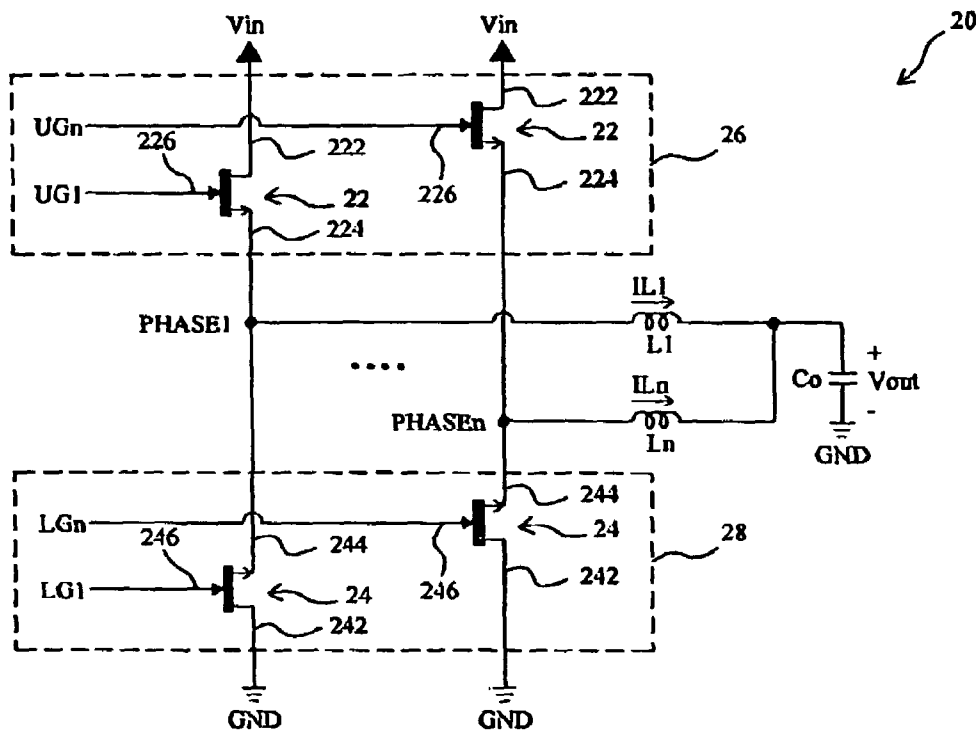 20
Vin Vin
222
UGn 22
226 222 26
226
UG1 22 224
224
IL1
PHASE1
L1
.... +
ILn Co Vout
PHASEn -
Ln GND
244
LGn
24 28
246 244
246
LG1 24 242
242
GND GND